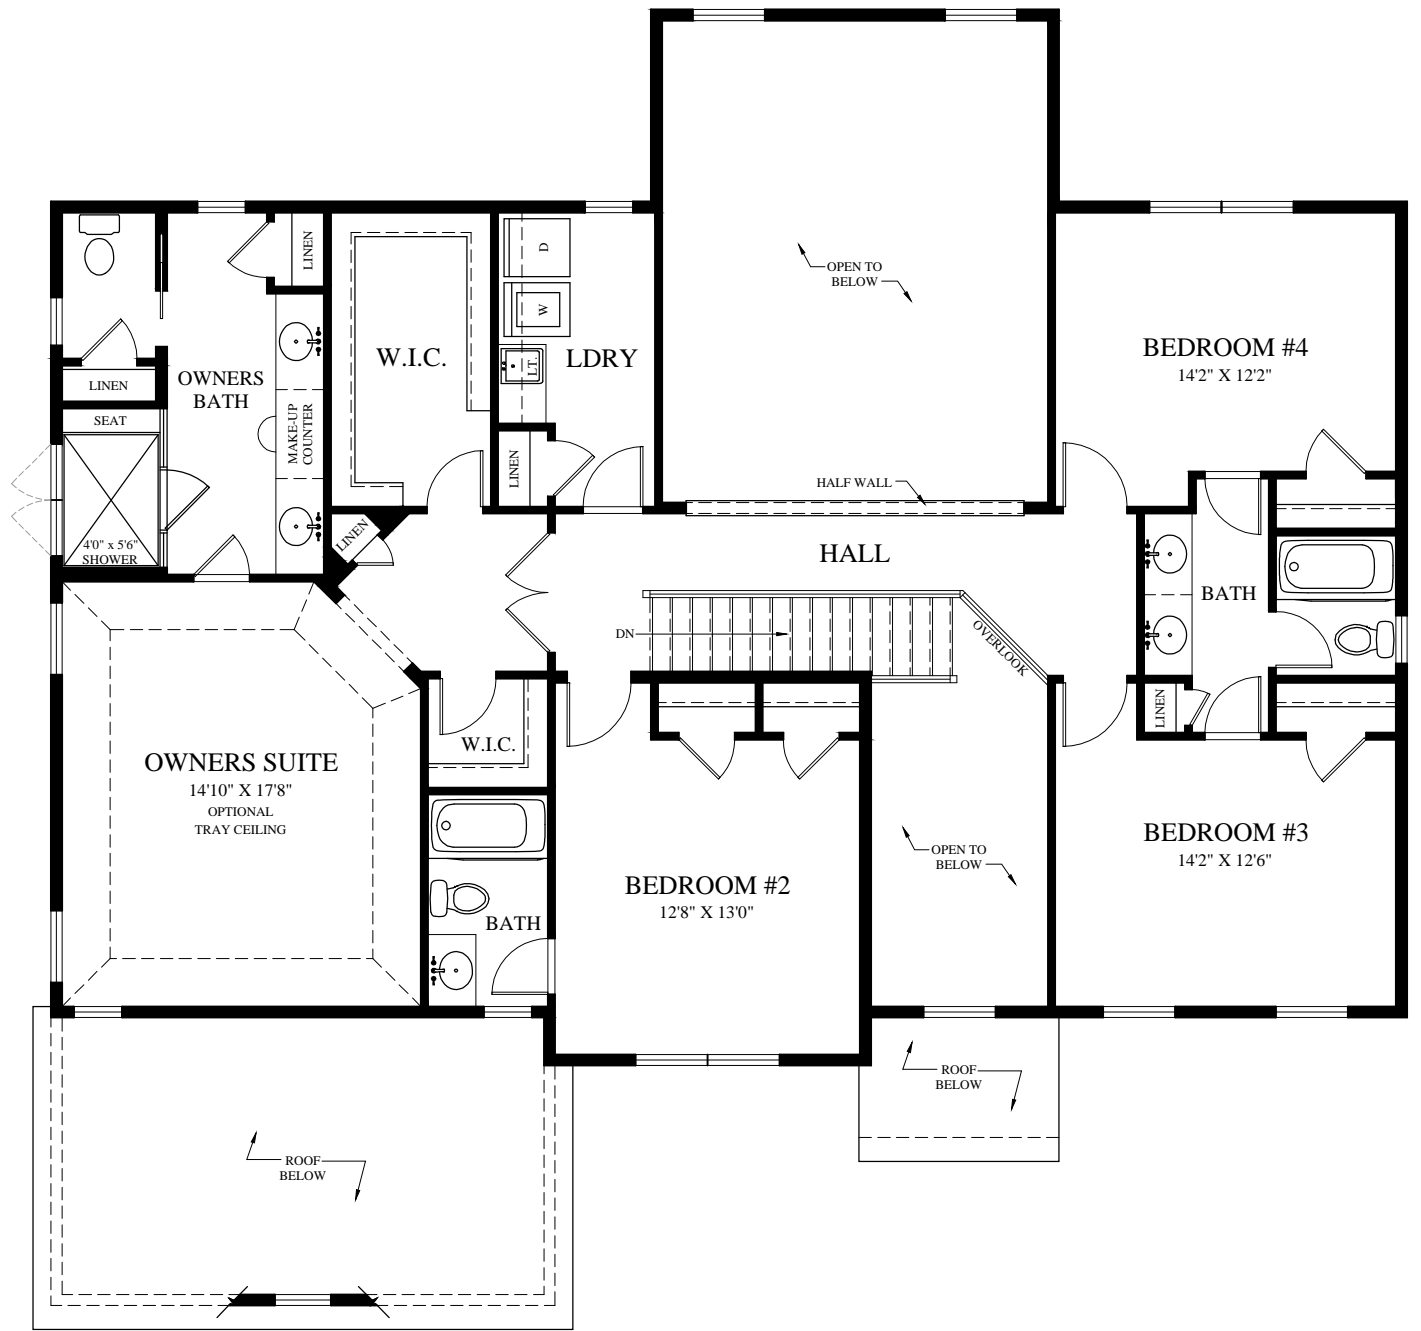 LINEN
D
W
LT.
LDRY
W.I.C.
OWNERS
BATH
LINEN
SEAT
MAKE-UP
COUNTER
4'0" x 5'6"
SHOWER
LINEN
LINEN
OPEN TO
BELOW
HALF WALL
BEDROOM #4
14'2" X 12'2"
HALL
DN
OVERLOOK
BATH
LINEN
W.I.C.
OWNERS SUITE
14'10" X 17'8"
OPTIONAL
TRAY CEILING
BATH
BEDROOM #2
12'8" X 13'0"
OPEN TO
BELOW
BEDROOM #3
14'2" X 12'6"
ROOF
BELOW
ROOF
BELOW